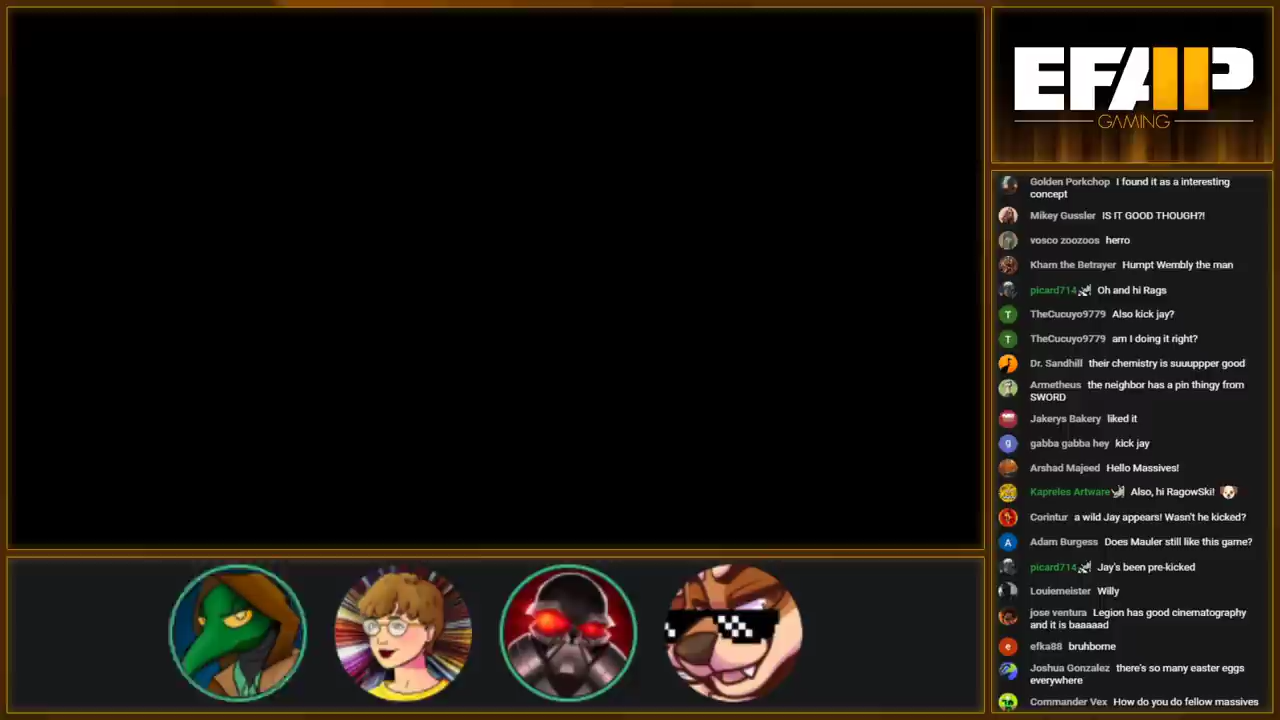 EFAP
GAMING
Golden Porkchop I found it as a interesting
concept
Mikey Gussler IS IT GOOD THOUGH?!
vosco zoozoos herro
Kham the Betrayer Humpt Wembly the man
picard714 Oh and hi Rags
T TheCucuyo9779 Also kick jay?
T TheCucuyo9779 am I doing it right?
Dr. Sandhill their chemistry is suuuppper good
Armetheus the neighbor has a pin thingy from
SWORD
Jakerys Bakery liked it
g gabba gabba hey kick jay
Arshad Majeed Hello Massives!
Kapreles Artware Also, hi RagowSki!
Corintur a wild Jay appears! Wasn't he kicked?
A Adam Burgess Does Mauler still like this game?
picard714 Jay's been pre-kicked
Louiemeister Willy
jose ventura Legion has good cinematography
and it is baaaaad
e efka88 bruhborne
Joshua Gonzalez there's so many easter eggs
everywhere
Commander Vex How do you do fellow massives